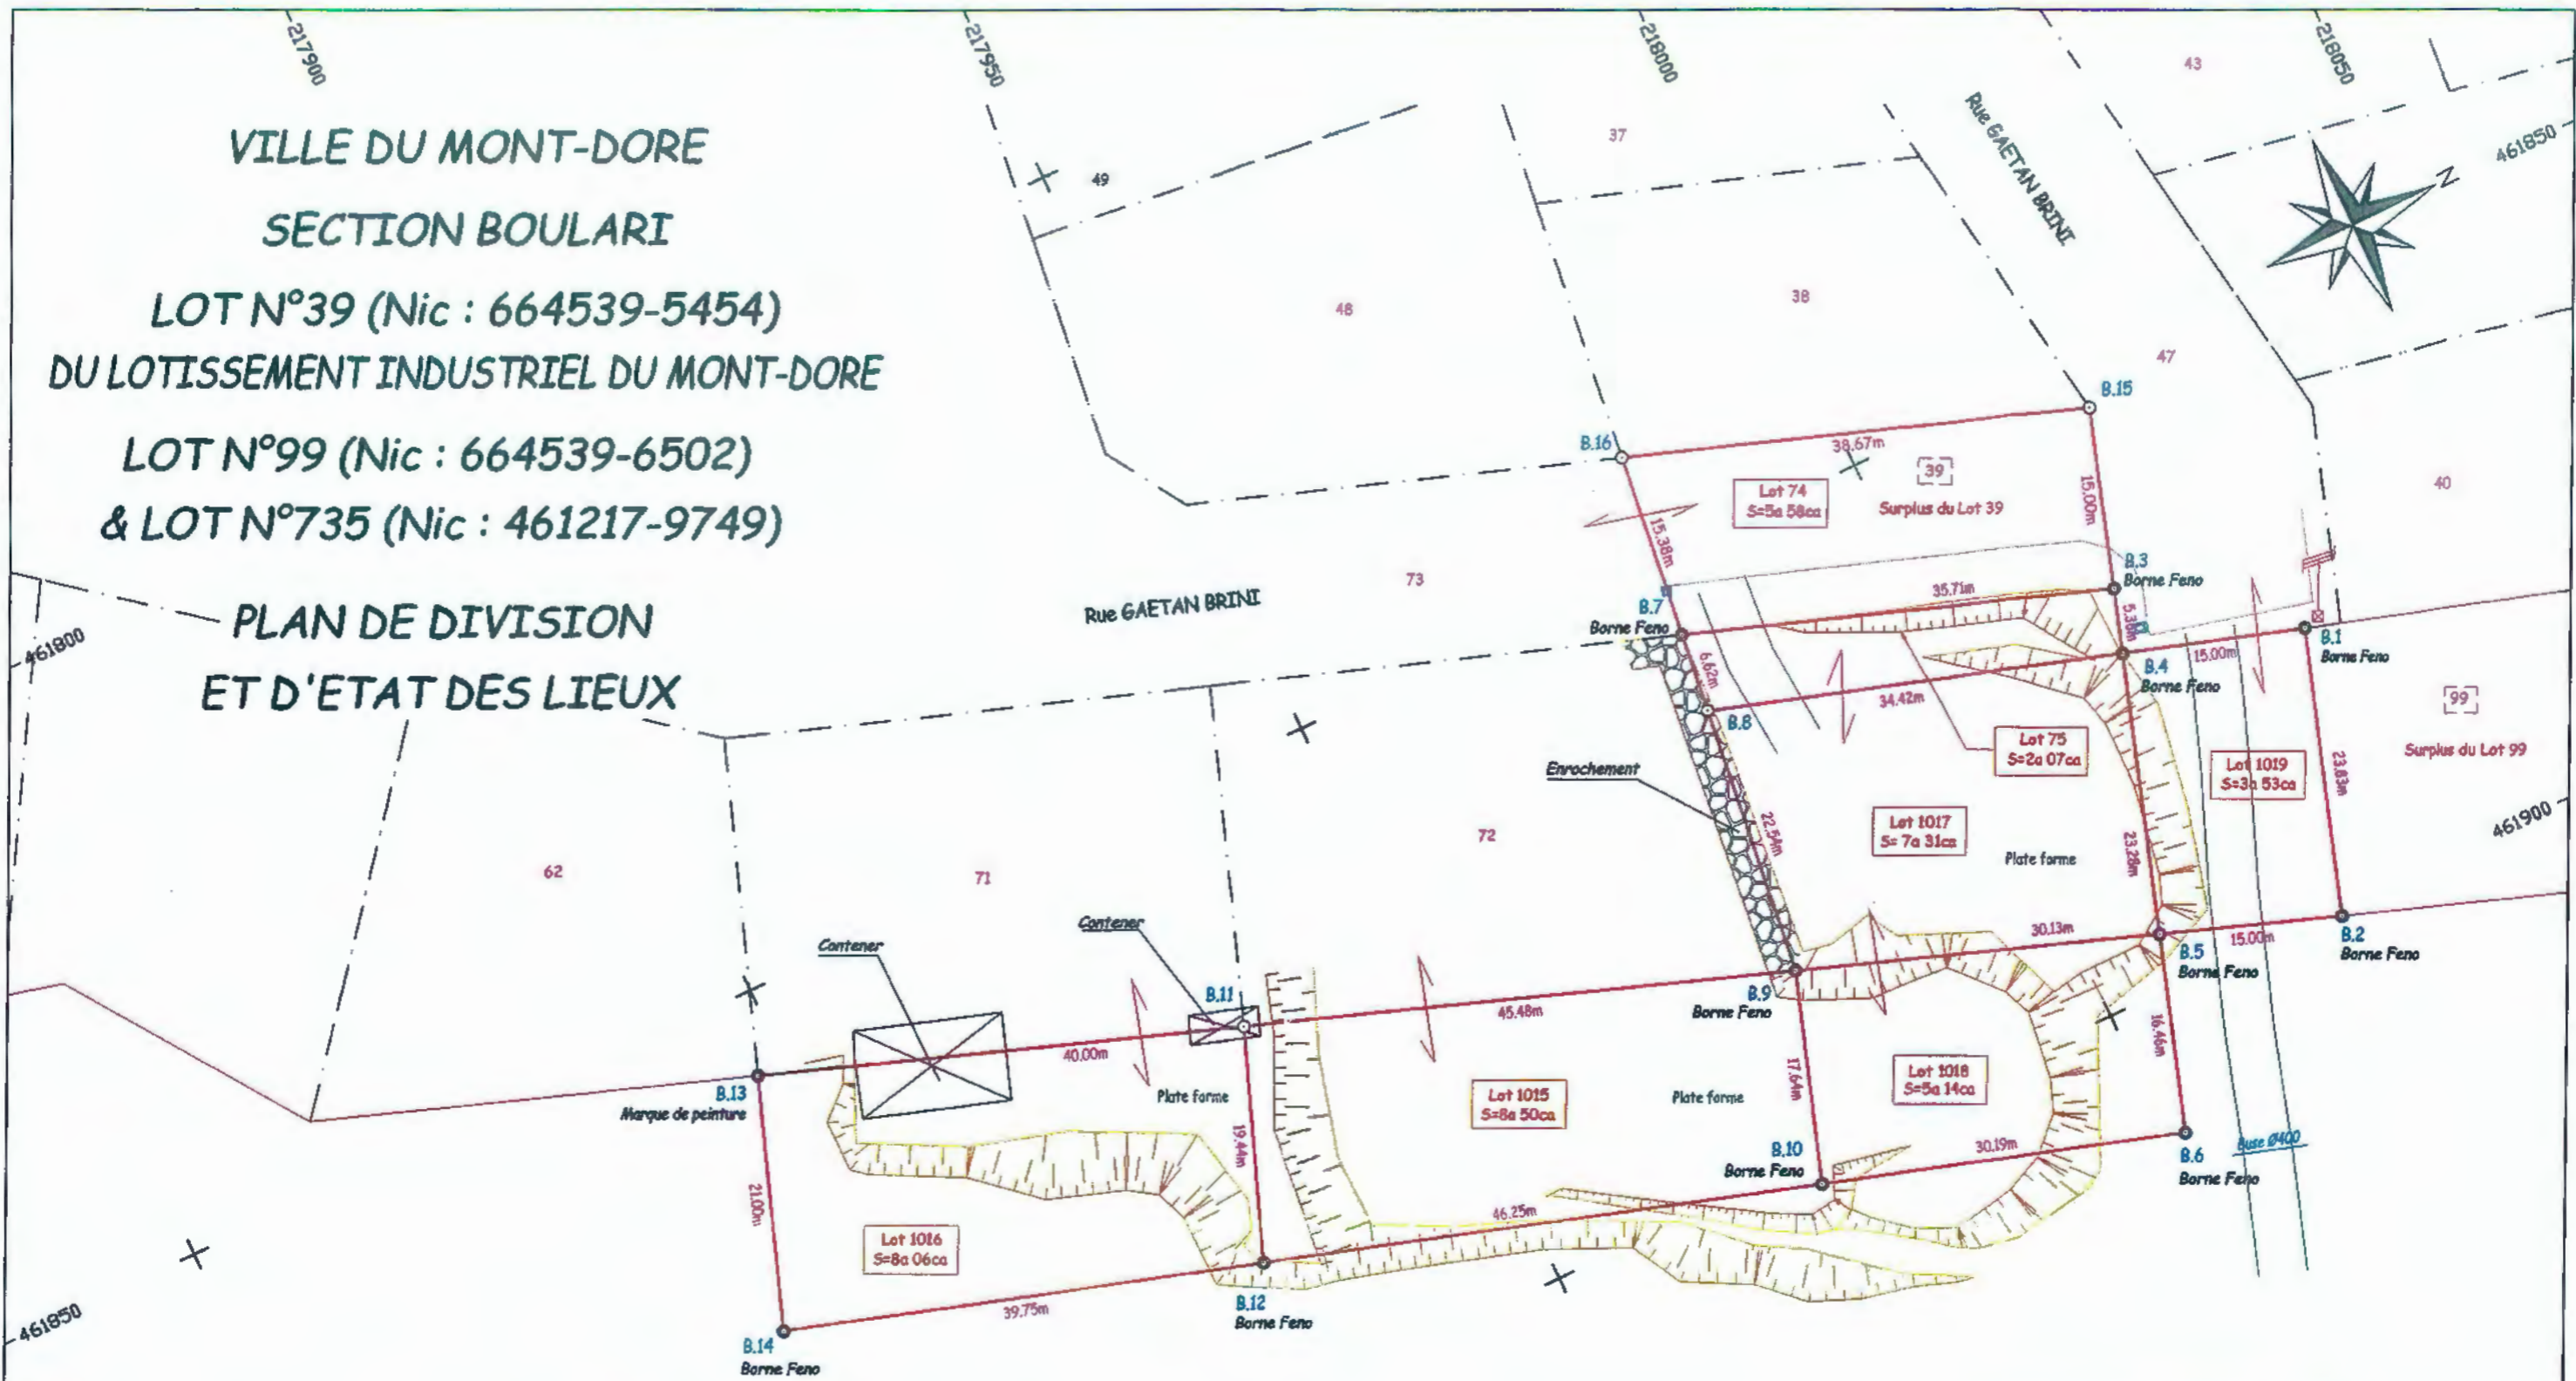 217900
217950
218000
218050
43
VILLE DU MONT-DORE
SECTION BOULARI
LOT N°39 (Nic : 664539-5454)
DU LOTISSEMENT INDUSTRIEL DU MONT-DORE
LOT N°99 (Nic : 664539-6502)
& LOT N°735 (Nic : 461217-9749)
PLAN DE DIVISION
ET D'ETAT DES LIEUX
37
49
Rue GAETAN BRINI
N
461850
48
38
47
40
B.15
B.16
38.67m
39
Lot 74
S=5a 58ca
Surplus du Lot 39
15.00m
15.38m
73
Rue GAETAN BRINI
B.3
Borne Feno
35.71m
B.7
Borne Feno
5.36m
B.1
Borne Feno
15.00m
B.4
Borne Feno
6.62m
34.42m
B.8
99
Surplus du Lot 99
Lot 75
S=2a 07ca
Lot 1019
S=3a 53ca
23.83m
461800
461900
Enrochement
22.54m
Lot 1017
S= 7a 31ca
Plate forme
23.28m
62
71
72
Contener
Contener
30.13m
15.00m
B.2
Borne Feno
B.5
Borne Feno
B.9
Borne Feno
B.11
45.48m
40.00m
16.46m
B.13
Marque de peinture
Plate forme
Lot 1015
S=8a 50ca
Plate forme
17.64m
Lot 1018
S=5a 14ca
19.44m
B.10
Borne Feno
30.19m
B.6
Borne Feno
Buse Ø400
21.00m
46.25m
Lot 1016
S=8a 06ca
39.75m
B.12
Borne Feno
461850
B.14
Borne Feno